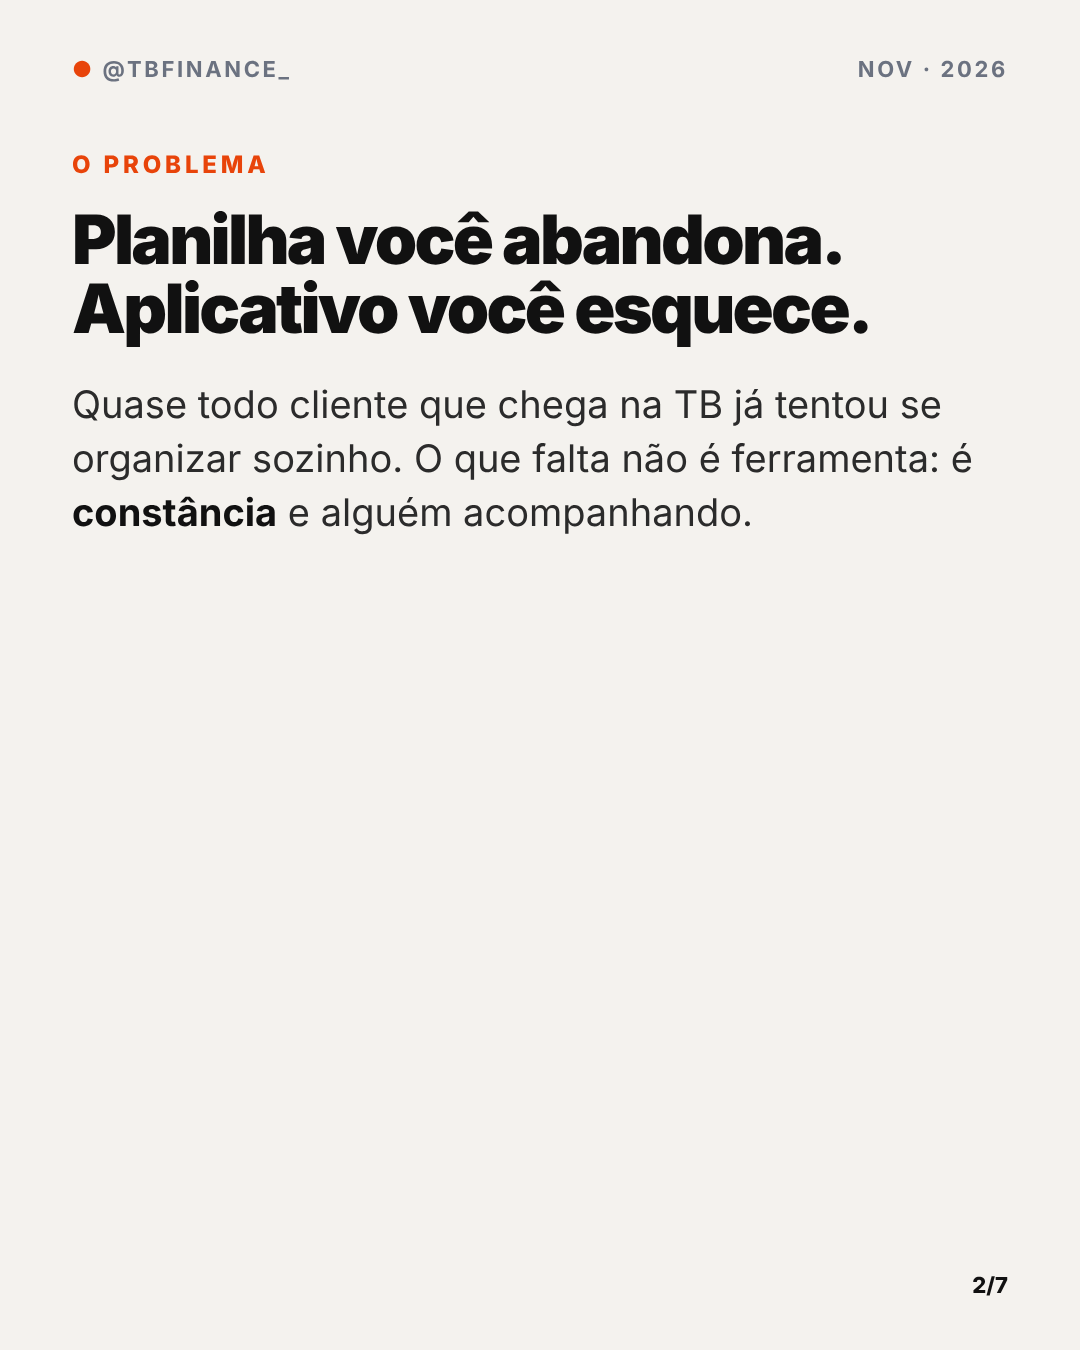 @TBFINANCE_
NOV · 2026
O PROBLEMA
Planilha você abandona.
Aplicativo você esquece.
Quase todo cliente que chega na TB já tentou se
organizar sozinho. O que falta não é ferramenta: é
constância e alguém acompanhando.
2/7